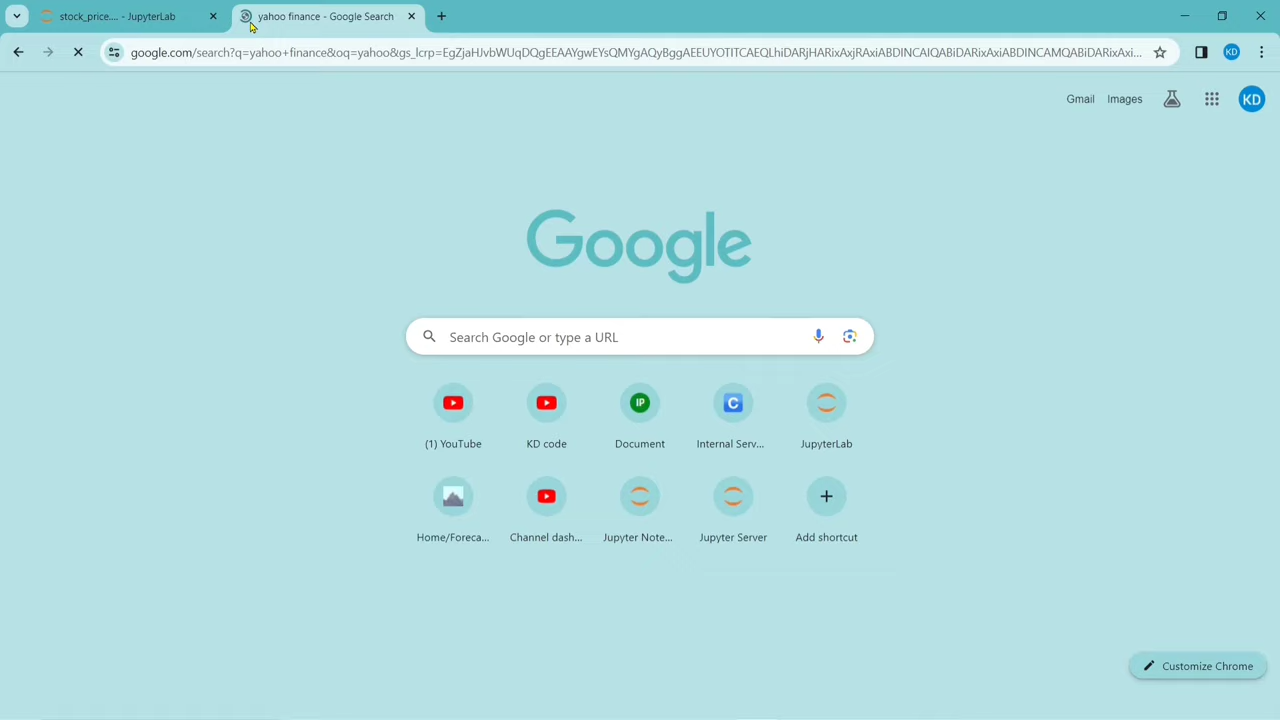 stock_price.... - JupyterLab
yahoo finance - Google Search
google.com/search?q=yahoo+finance&oq=yahoo&gs_lcrp=EgZjaHJvbWUqDQgEEAAYgwEYsQMYgAQyBggAEEUYOTITCAEQLhiDARjHARixAxjRAxiABDINCAIQABiDARixAxiABDINCAMQABiDARixAxi...
KD
Gmail
Images
KD
Google
Search Google or type a URL
IP
C
(1) YouTube
KD code
Document
Internal Serv...
JupyterLab
Home/Foreca...
Channel dash...
Jupyter Note...
Jupyter Server
Add shortcut
Customize Chrome